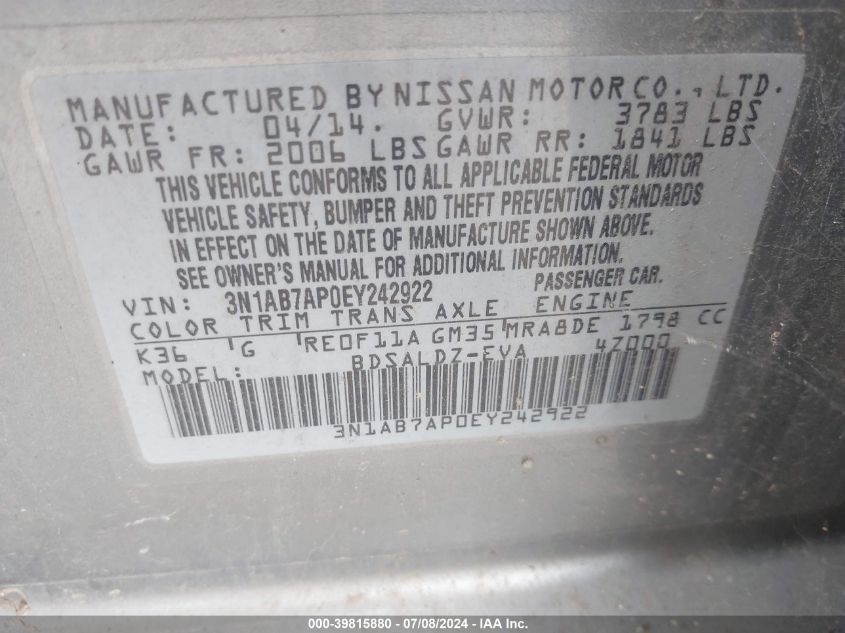 MANUFACTURED BY NISSAN MOTOR CO., LTD.
DATE: 04/14. GVWR: 3783 LBS
GAWR FR: 2006 LBS GAWR RR: 1841 LBS
THIS VEHICLE CONFORMS TO ALL APPLICABLE FEDERAL MOTOR
VEHICLE SAFETY, BUMPER AND THEFT PREVENTION STANDARDS
IN EFFECT ON THE DATE OF MANUFACTURE SHOWN ABOVE.
SEE OWNER'S MANUAL FOR ADDITIONAL INFORMATION.
VIN: 3N1AB7AP0EY242922 PASSENGER CAR.
COLOR TRIM TRANS AXLE ENGINE
K36 G RE0F11A GM35 MRA8DE 1798 CC
MODEL: BDSALDZ-EVA 4Z000
3N1AB7AP0EY242922
000-39815880 - 07/08/2024 - IAA Inc.